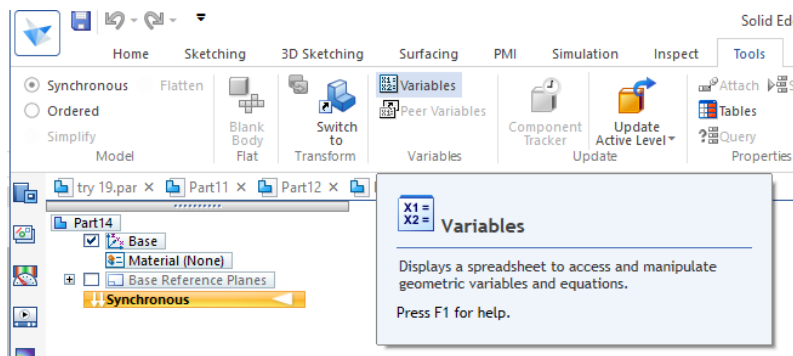 Solid Ed
Home Sketching 3D Sketching Surfacing PMI Simulation Inspect Tools
Synchronous Flatten
Ordered
Simplify
Model
Blank
Body
Flat
Flat
Switch
to
Transform
Variables
Peer Variables
Variables
Component
Tracker
Update
Active Level
Update
Attach S
Tables
Query
Properties
try 19.par Part11 Part12
Part14
Base
Material (None)
Base Reference Planes
Synchronous
X1 =
X2 =
Variables
Displays a spreadsheet to access and manipulate
geometric variables and equations.
Press F1 for help.